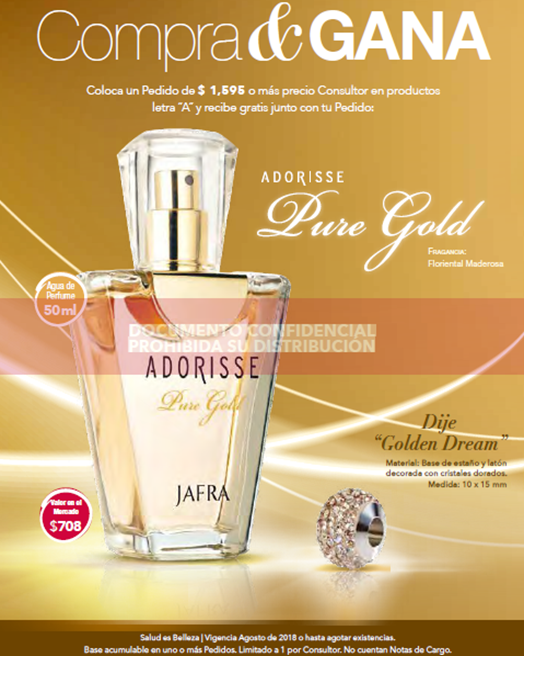 Compra&GANA
Coloca un Pedido de $ 1,595 o más precio Consultor en productos
letra "A" y recibe gratis junto con tu Pedido:
ADORISSE
Pure Gold
FRAGANCIA:
Floriental Maderosa
Agua de
Perfume
50 ml
DOCUMENTO CONFIDENCIAL
PROHIBIDA SU DISTRIBUCIÓN
ADORISSE
Pure Gold
JAFRA
Dije
"Golden Dream"
Material: Base de estaño y latón
decorada con cristales dorados.
Medida: 10 x 15 mm
Valor en el
Mercado
$708
Salud es Belleza | Vigencia Agosto de 2018 o hasta agotar existencias.
Base acumulable en uno o más Pedidos. Limitado a 1 por Consultor. No cuentan Notas de Cargo.